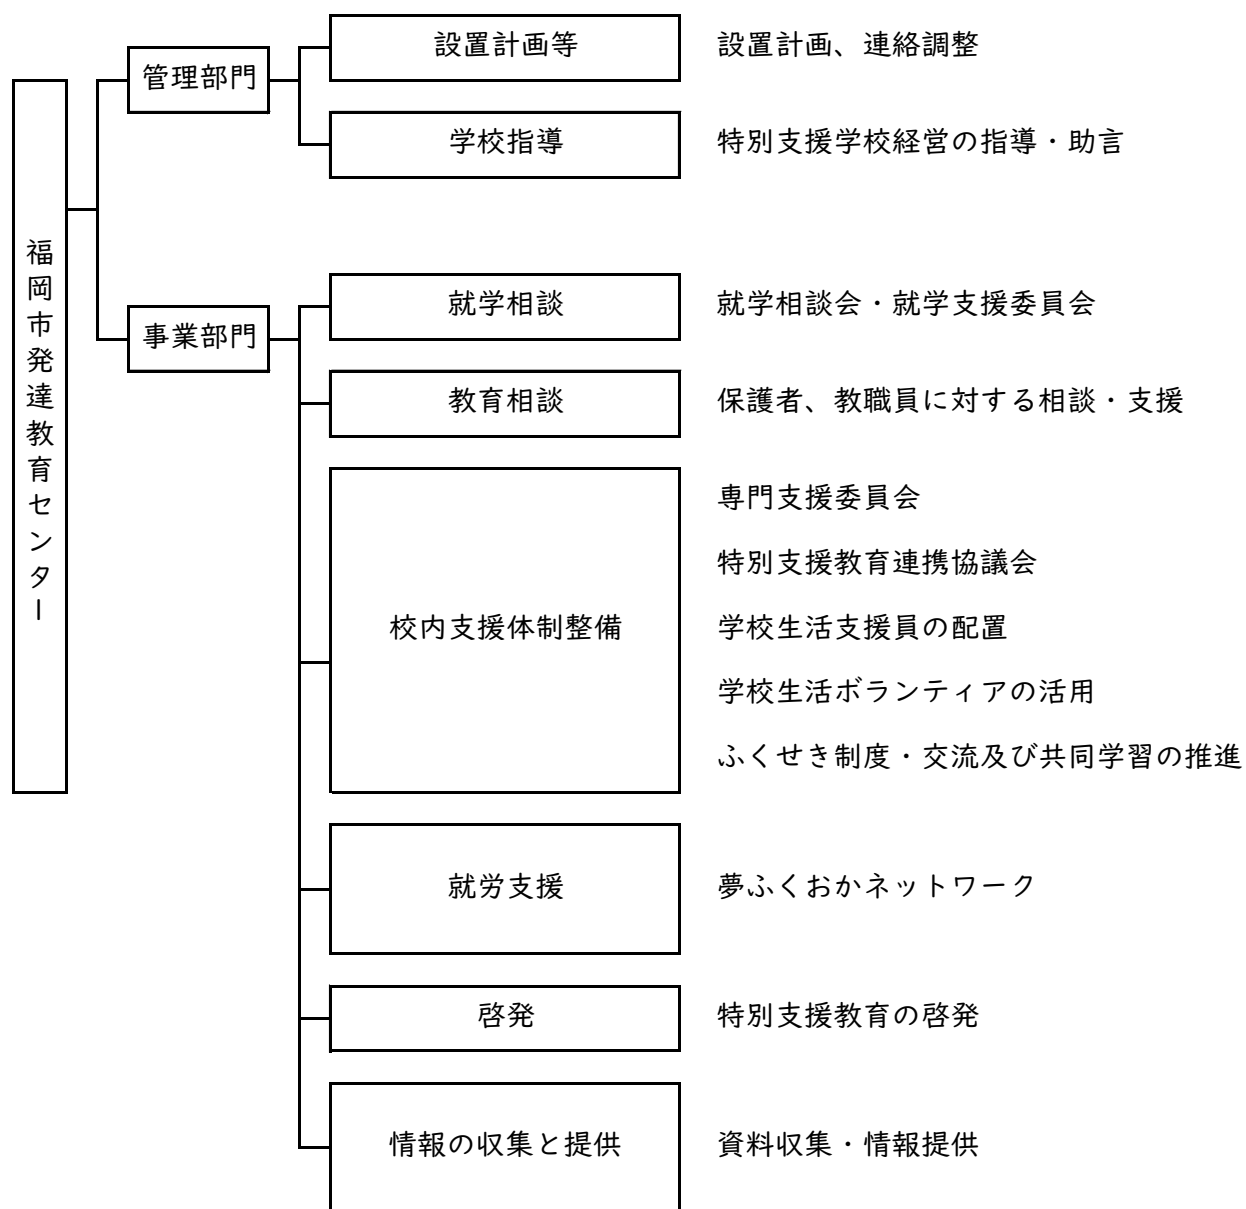 福岡市発達教育センター
管理部門
設置計画等
設置計画、連絡調整
学校指導
特別支援学校経営の指導・助言
事業部門
就学相談
就学相談会・就学支援委員会
教育相談
保護者、教職員に対する相談・支援
校内支援体制整備
専門支援委員会
特別支援教育連携協議会
学校生活支援員の配置
学校生活ボランティアの活用
ふくせき制度・交流及び共同学習の推進
就労支援
夢ふくおかネットワーク
啓発
特別支援教育の啓発
情報の収集と提供
資料収集・情報提供